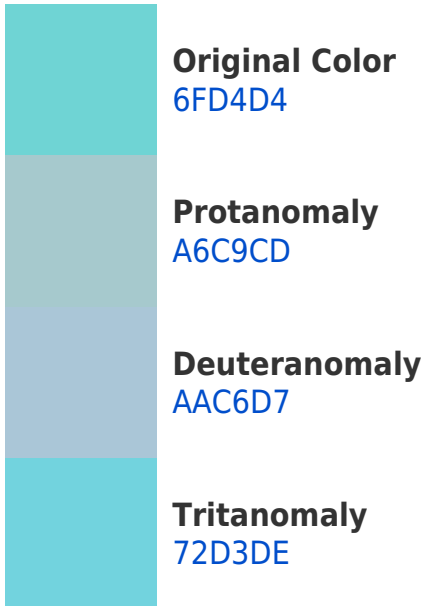 Original Color
6FD4D4
Protanomaly
A6C9CD
Deuteranomaly
AAC6D7
Tritanomaly
72D3DE